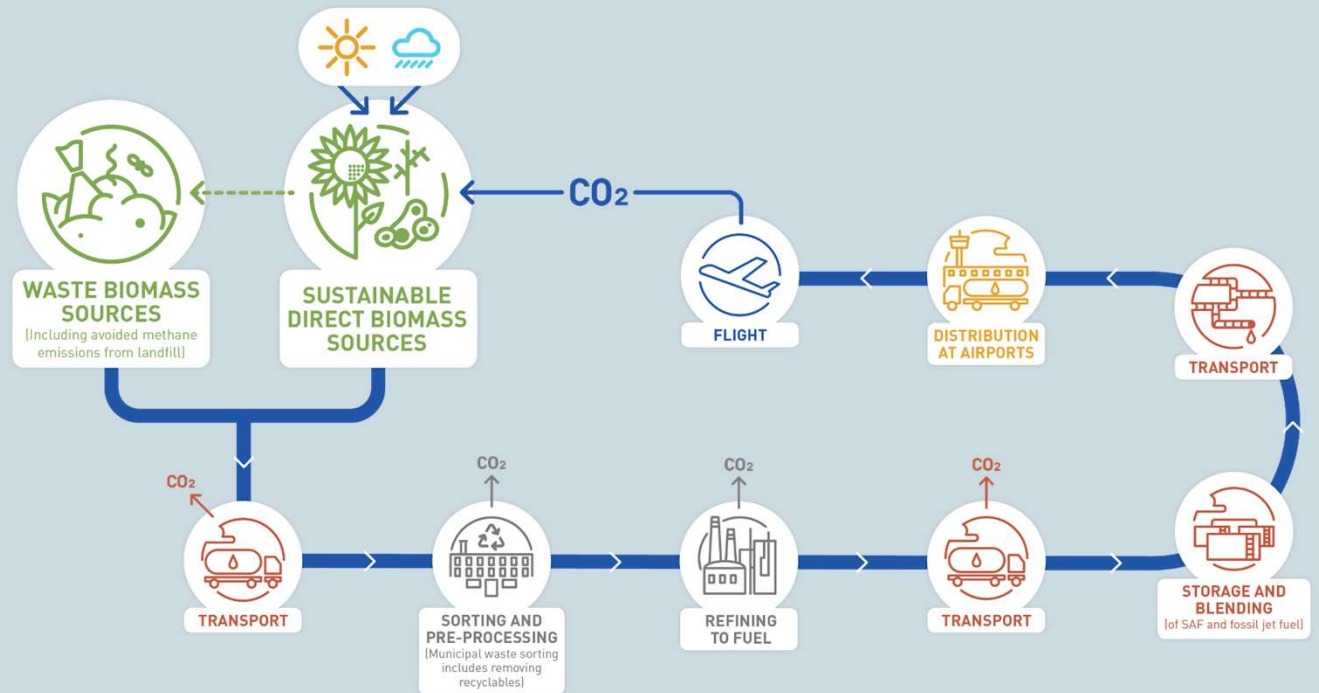 WASTE BIOMASS
SOURCES
(Including avoided methane
emissions from landfill)
SUSTAINABLE
DIRECT BIOMASS
SOURCES
CO₂
FLIGHT
DISTRIBUTION
AT AIRPORTS
TRANSPORT
CO₂
TRANSPORT
CO₂
SORTING AND
PRE-PROCESSING
(Municipal waste sorting
includes removing
recyclables)
CO₂
REFINING
TO FUEL
CO₂
TRANSPORT
STORAGE AND
BLENDING
(of SAF and fossil jet fuel)